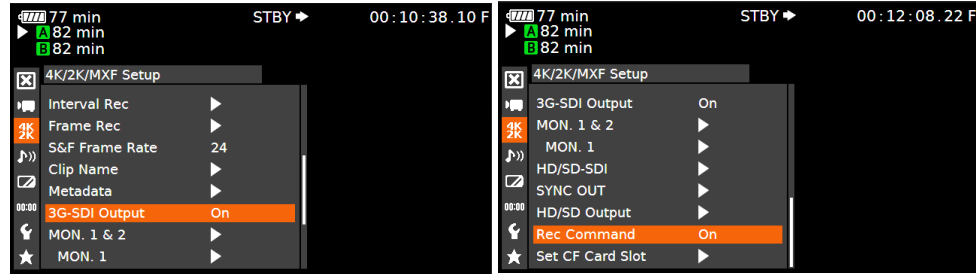 77 min STBY 00:10:38.10 F
A 82 min
B 82 min
4K/2K/MXF Setup
Interval Rec
Frame Rec
4K
2K
S&F Frame Rate 24
Clip Name
Metadata
00:00
3G-SDI Output On
MON. 1 & 2
MON. 1
77 min STBY 00:12:08.22 F
A 82 min
B 82 min
4K/2K/MXF Setup
3G-SDI Output On
4K
2K
MON. 1 & 2
MON. 1
HD/SD-SDI
SYNC OUT
00:00
HD/SD Output
Rec Command On
Set CF Card Slot